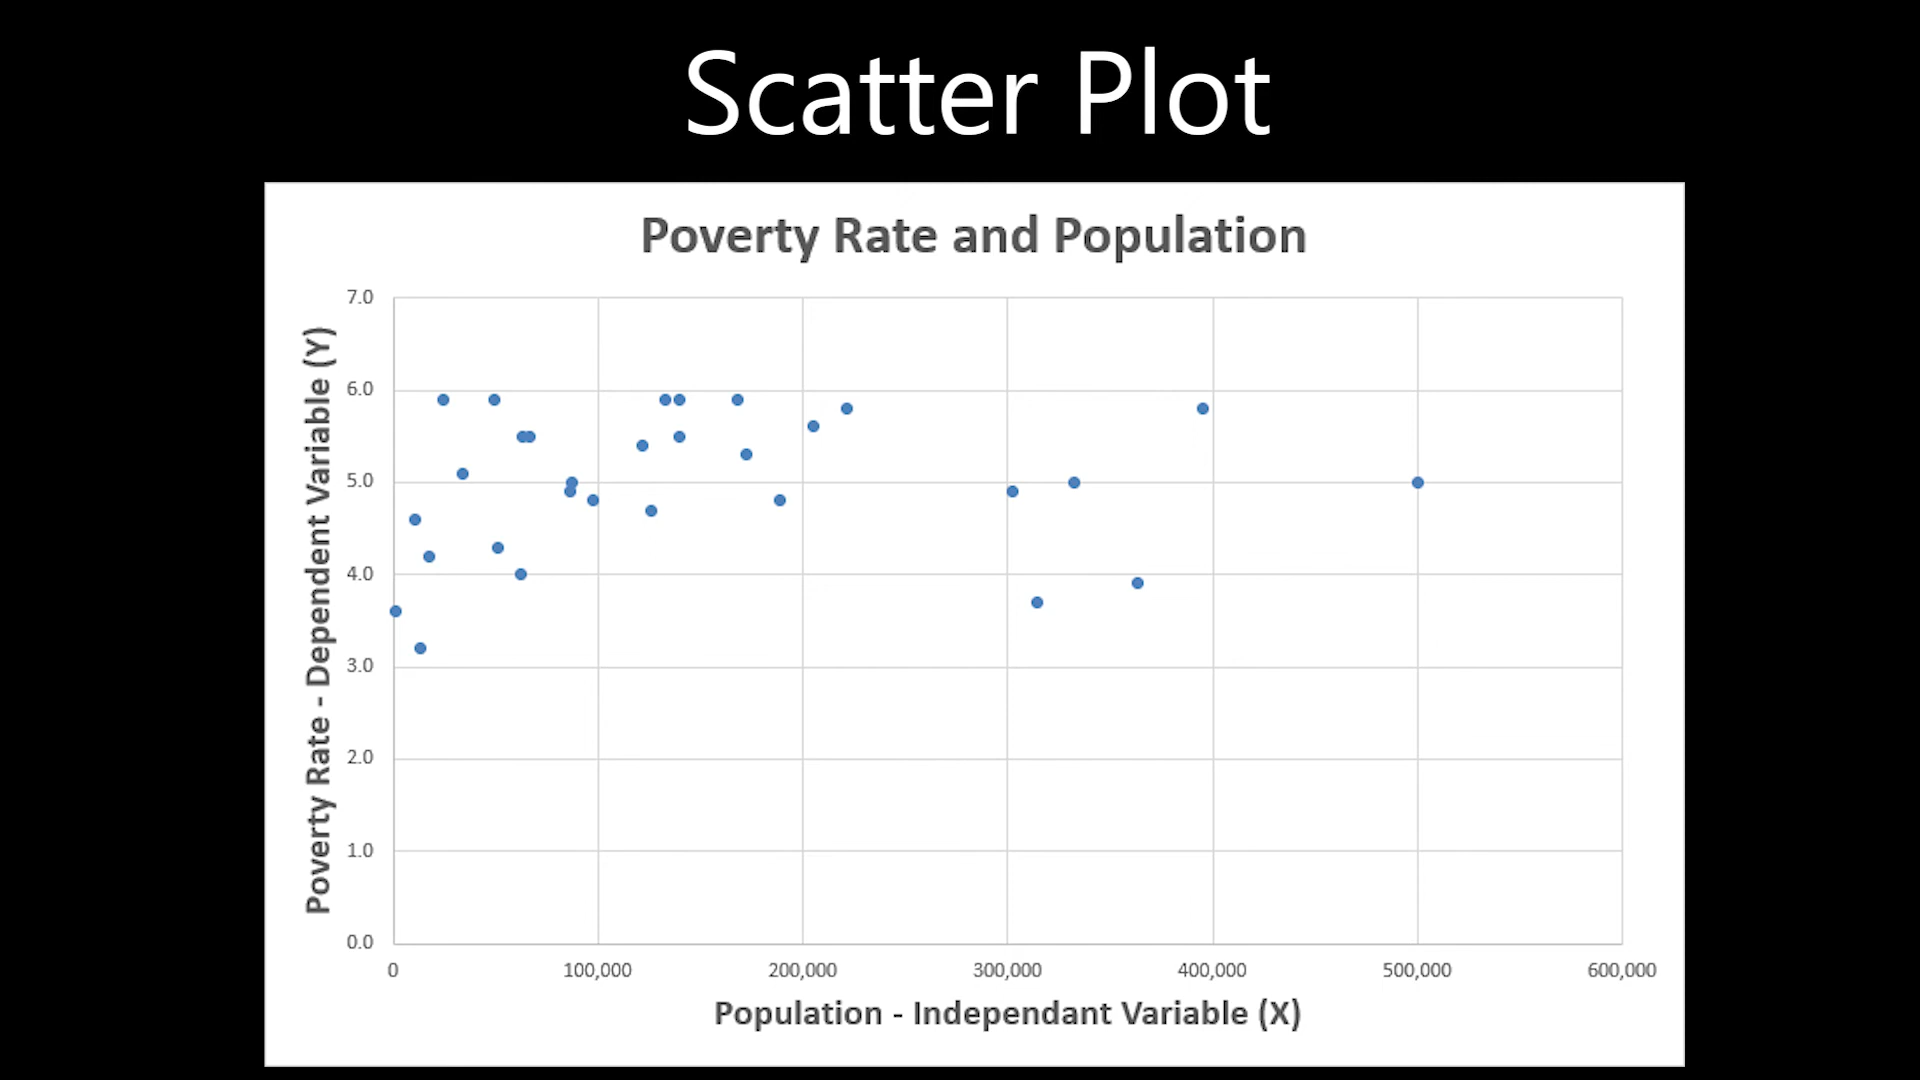 Scatter Plot
Poverty Rate and Population
Poverty Rate - Dependent Variable (Y)
7.0
6.0
5.0
4.0
3.0
2.0
1.0
0.0
0 100,000 200,000 300,000 400,000 500,000 600,000
Population - Independant Variable (X)